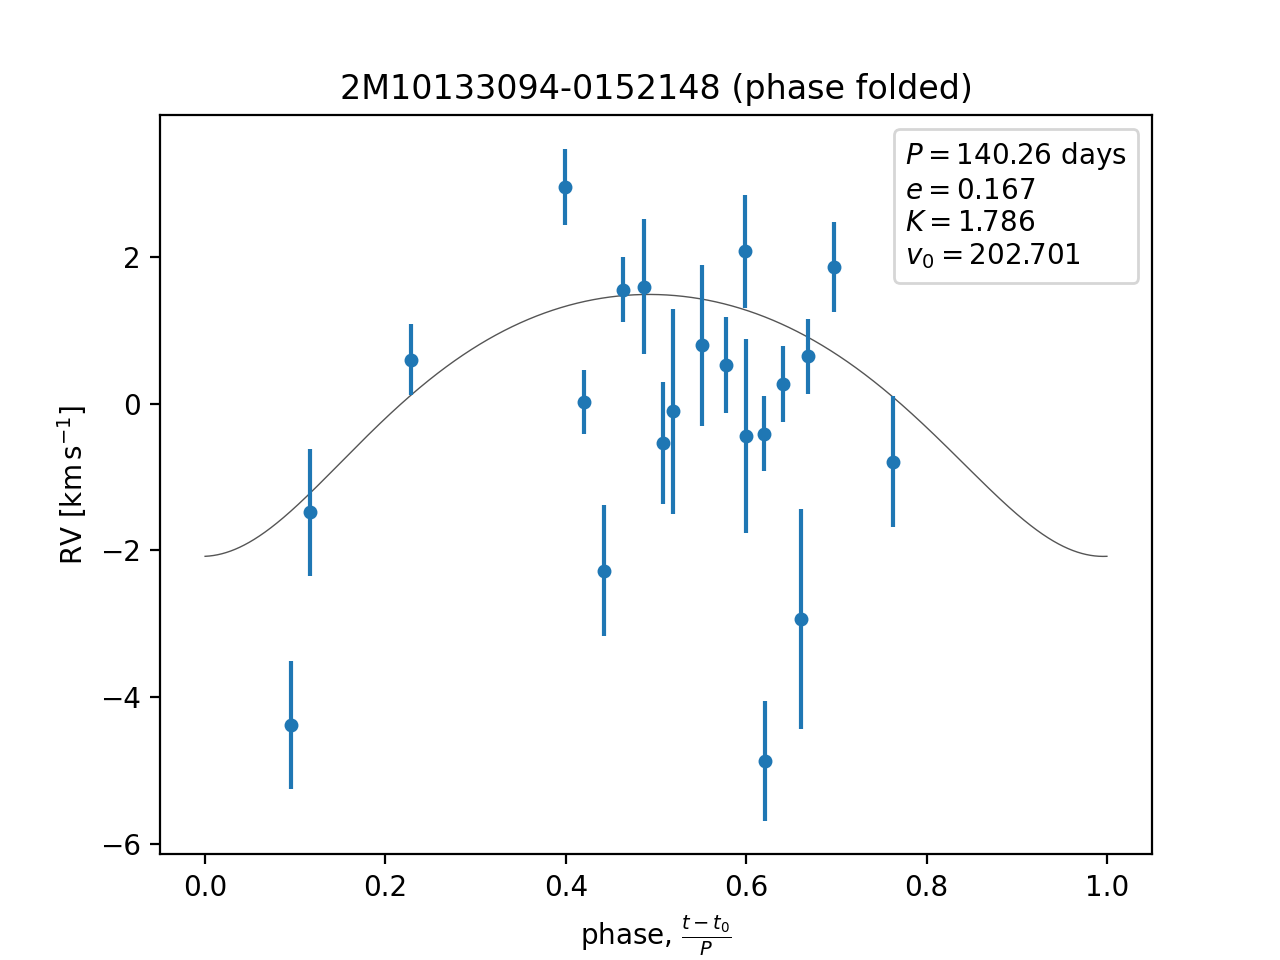 2M10133094-0152148 (phase folded)
P = 140.26 days
e = 0.167
K = 1.786
v₀ = 202.701
2
0
−2
−4
−6
RV [km s⁻¹]
0.0 0.2 0.4 0.6 0.8 1.0
phase, (t − t₀)/P